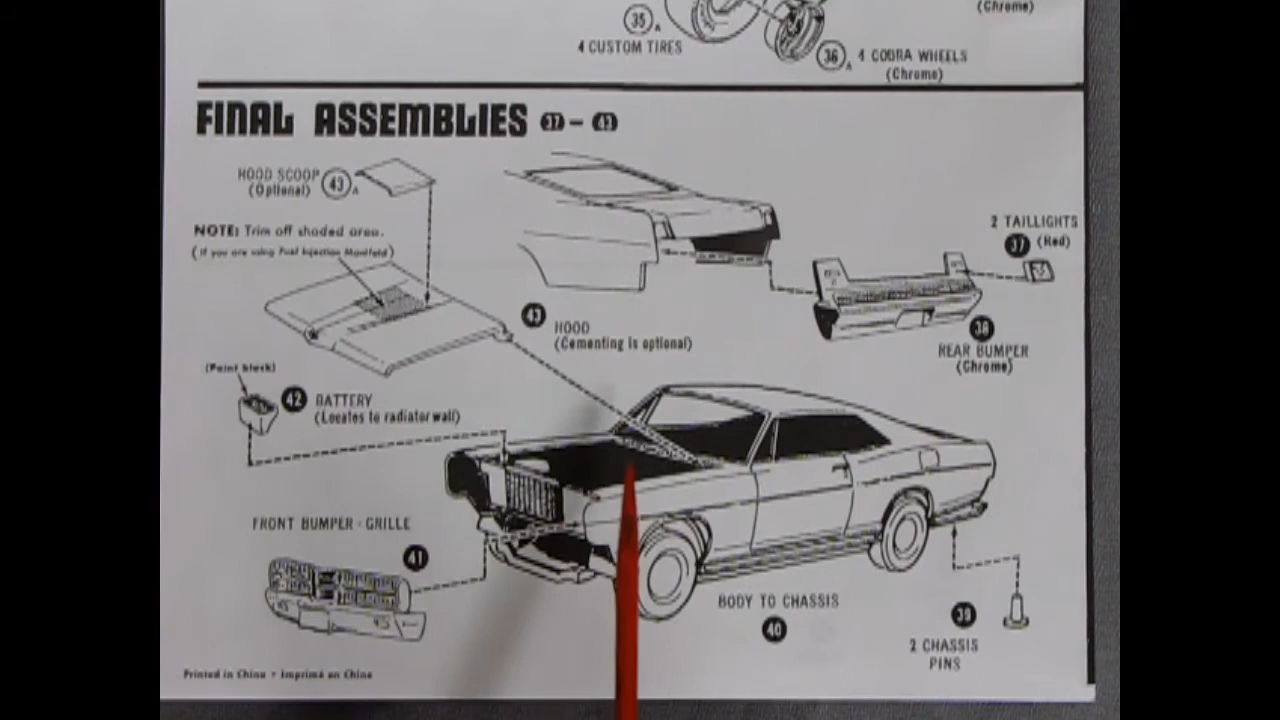 (Chrome)
35 A
4 CUSTOM TIRES
36 A 4 COBRA WHEELS
(Chrome)
FINAL ASSEMBLIES 37 - 43
HOOD SCOOP 43 A
(Optional)
NOTE: Trim off shaded area.
(If you are using Fuel Injection Manifold)
2 TAILLIGHTS
37 (Red)
43 HOOD
(Cementing is optional)
38
REAR BUMPER
(Chrome)
(Paint black)
42 BATTERY
(Locates to radiator wall)
FRONT BUMPER - GRILLE
41
BODY TO CHASSIS
40
39
2 CHASSIS
PINS
Printed in China • Imprimé en Chine